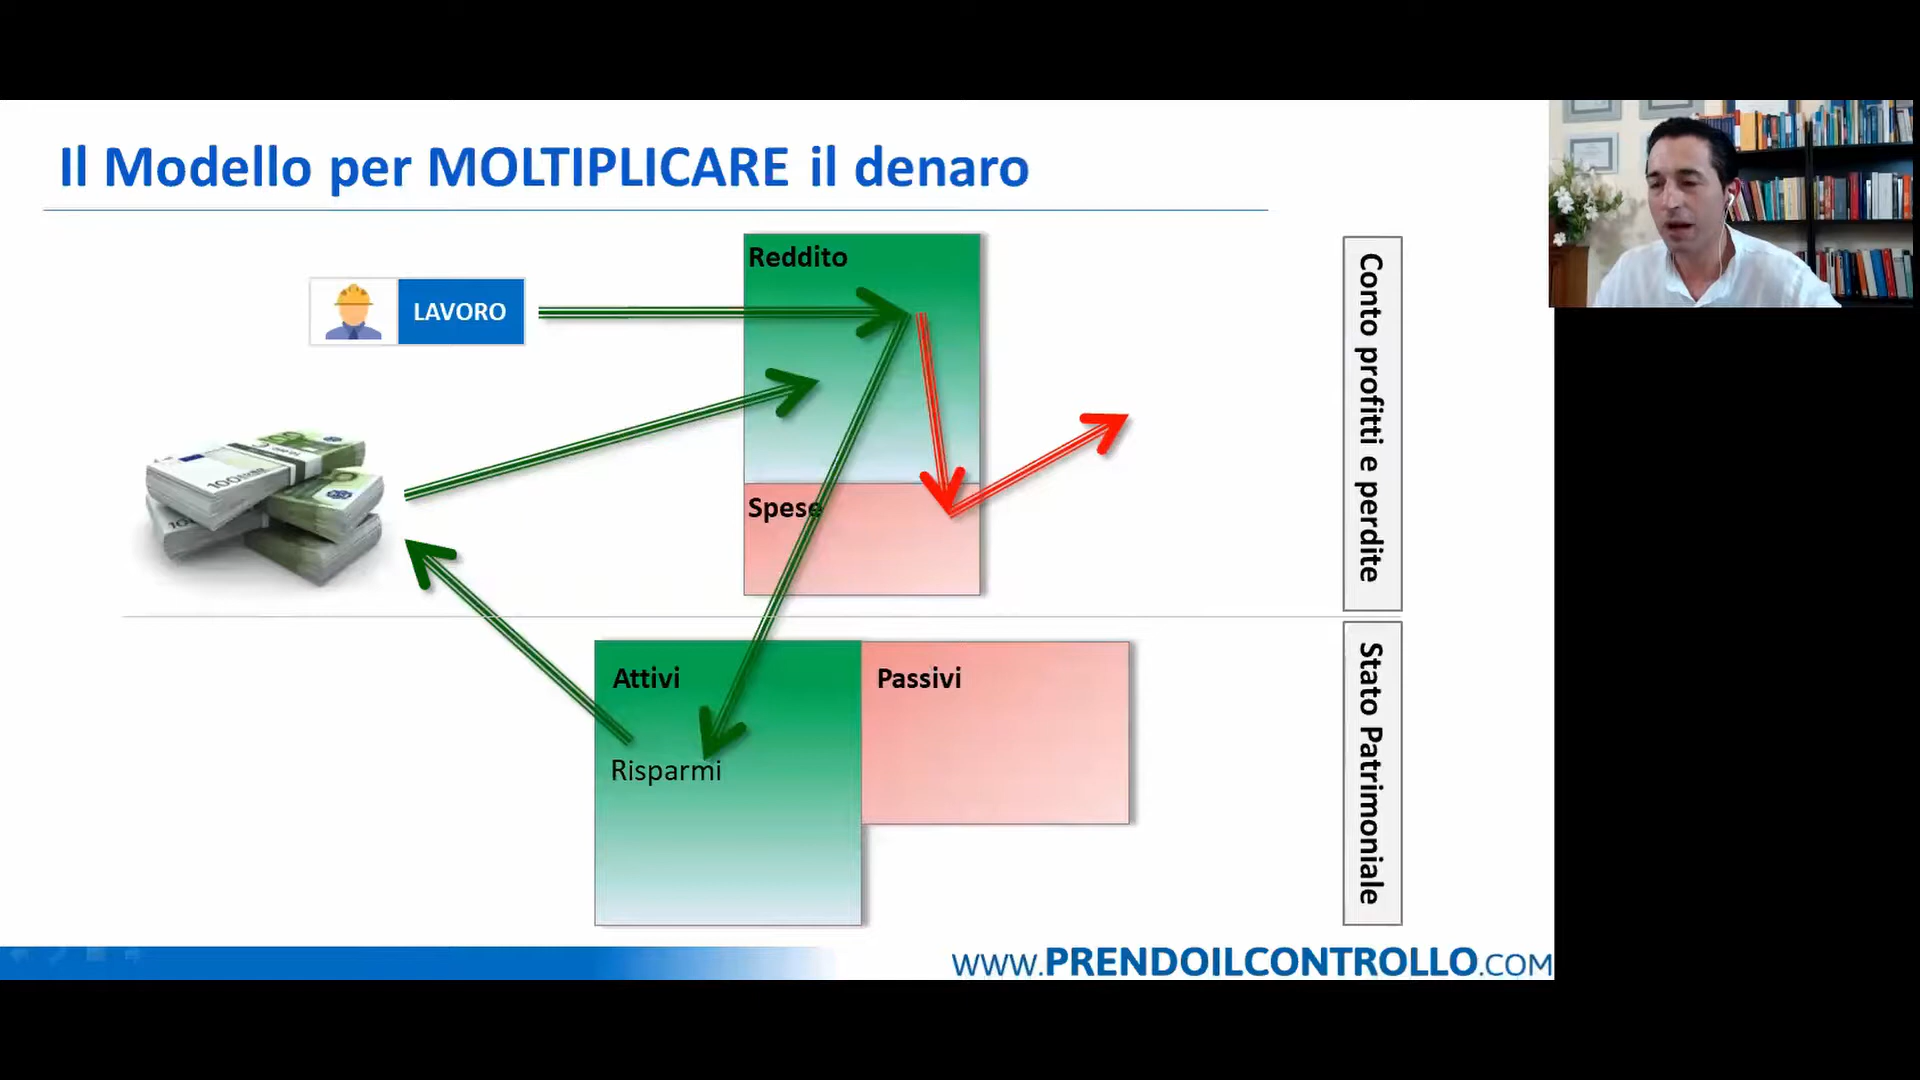 Il Modello per MOLTIPLICARE il denaro
LAVORO
Reddito
Spese
Conto profitti e perdite
Attivi
Passivi
Risparmi
Stato Patrimoniale
WWW.PRENDOILCONTROLLO.COM
100